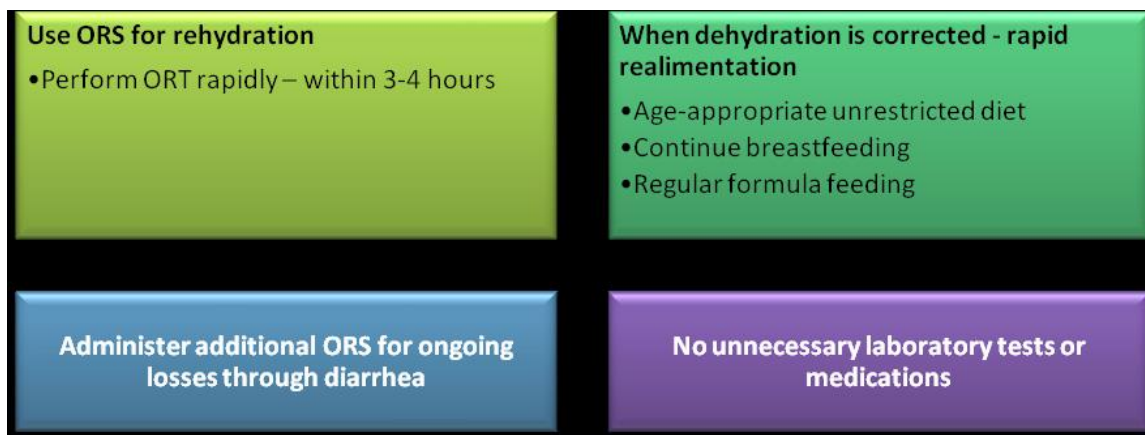 Use ORS for rehydration
•Perform ORT rapidly – within 3-4 hours
When dehydration is corrected - rapid
realimentation
•Age-appropriate unrestricted diet
•Continue breastfeeding
•Regular formula feeding
Administer additional ORS for ongoing
losses through diarrhea
No unnecessary laboratory tests or
medications